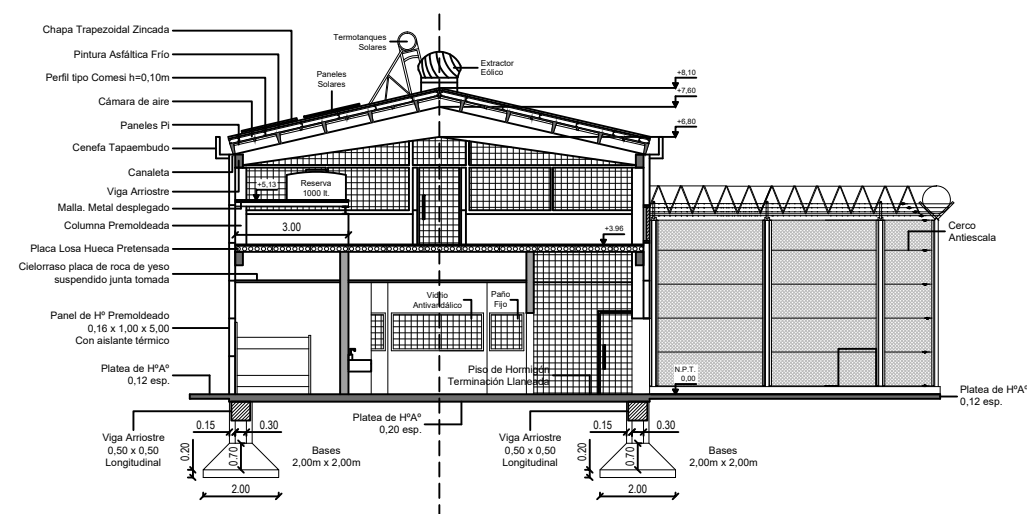 Chapa Trapezoidal Zincada
Pintura Asfáltica Frío
Perfil tipo Comesi h=0,10m
Cámara de aire
Paneles Pi
Cenefa Tapaembudo
Canaleta
Viga Arriostre
Malla. Metal desplegado
Columna Premoldeada
Placa Losa Hueca Pretensada
Cielorraso placa de roca de yeso
suspendido junta tomada
Panel de Hº Premoldeado
0,16 x 1,00 x 5,00
Con aislante térmico
Platea de HºAº
0,12 esp.
Termotanques
Solares
Paneles
Solares
Extractor
Eólico
+8,10
+7,60
+6,80
+5,13
Reserva
1000 lt.
3.00
+3.96
Cerco
Antiescala
Vidrio
Antivandálico
Paño
Fijo
Piso de Hormigón
Terminación Llaneada
N.P.T.
0,00
Platea de HºAº
0,12 esp.
Platea de HºAº
0,20 esp.
Viga Arriostre
0,50 x 0,50
Longitudinal
0.15
0.30
0.20
0.70
2.00
Bases
2,00m x 2,00m
Viga Arriostre
0,50 x 0,50
Longitudinal
0.15
0.30
0.20
0.70
2.00
Bases
2,00m x 2,00m